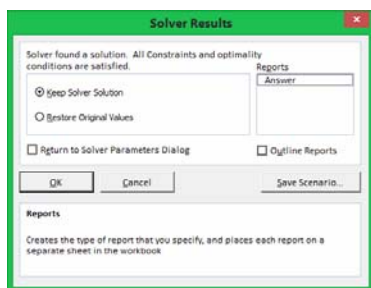 Solver Results
Solver found a solution. All Constraints and optimality
conditions are satisfied.
Reports
Answer
Keep Solver Solution
Restore Original Values
Return to Solver Parameters Dialog
Outline Reports
OK
Cancel
Save Scenario...
Reports
Creates the type of report that you specify, and places each report on a
separate sheet in the workbook